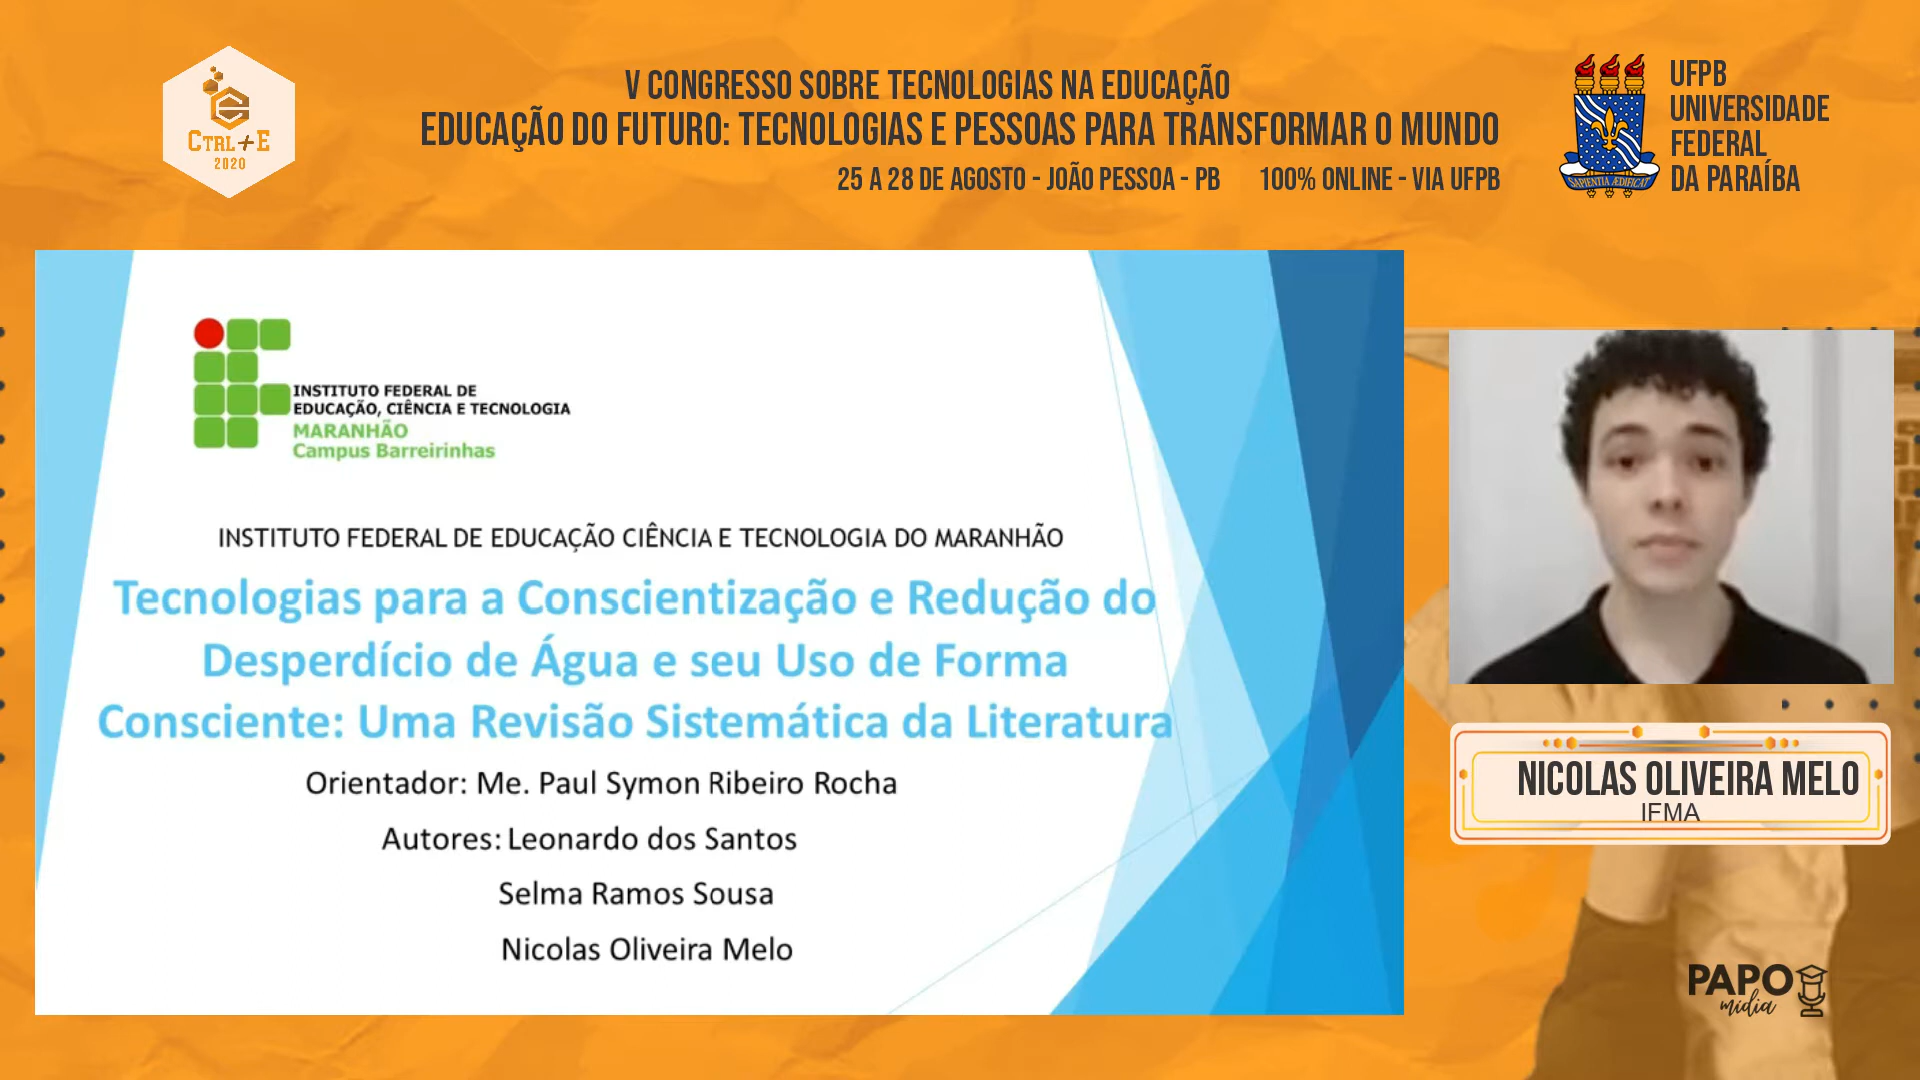 CTRL+E
2020
V CONGRESSO SOBRE TECNOLOGIAS NA EDUCAÇÃO
EDUCAÇÃO DO FUTURO: TECNOLOGIAS E PESSOAS PARA TRANSFORMAR O MUNDO
25 A 28 DE AGOSTO - JOÃO PESSOA - PB 100% ONLINE - VIA UFPB
SAPIENTIA ÆDIFICAT
UFPB
UNIVERSIDADE
FEDERAL
DA PARAÍBA
INSTITUTO FEDERAL DE
EDUCAÇÃO, CIÊNCIA E TECNOLOGIA
MARANHÃO
Campus Barreirinhas
INSTITUTO FEDERAL DE EDUCAÇÃO CIÊNCIA E TECNOLOGIA DO MARANHÃO
Tecnologias para a Conscientização e Redução do
Desperdício de Água e seu Uso de Forma
Consciente: Uma Revisão Sistemática da Literatura
Orientador: Me. Paul Symon Ribeiro Rocha
Autores: Leonardo dos Santos
Selma Ramos Sousa
Nicolas Oliveira Melo
NICOLAS OLIVEIRA MELO
IFMA
PAPO
mídia